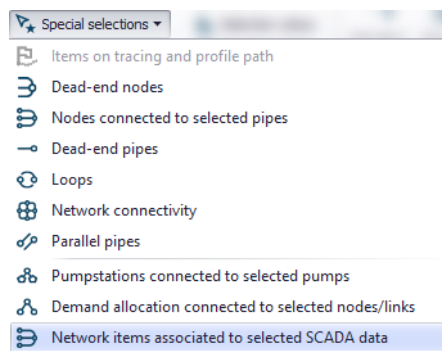 Special selections
Items on tracing and profile path
Dead-end nodes
Nodes connected to selected pipes
Dead-end pipes
Loops
Network connectivity
Parallel pipes
Pumpstations connected to selected pumps
Demand allocation connected to selected nodes/links
Network items associated to selected SCADA data